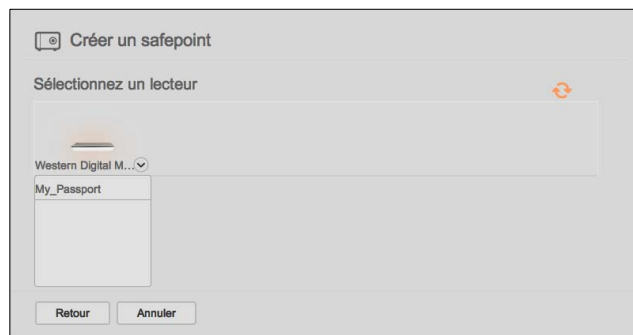 Créer un safepoint
Sélectionnez un lecteur
Western Digital M...
My_Passport
Retour
Annuler